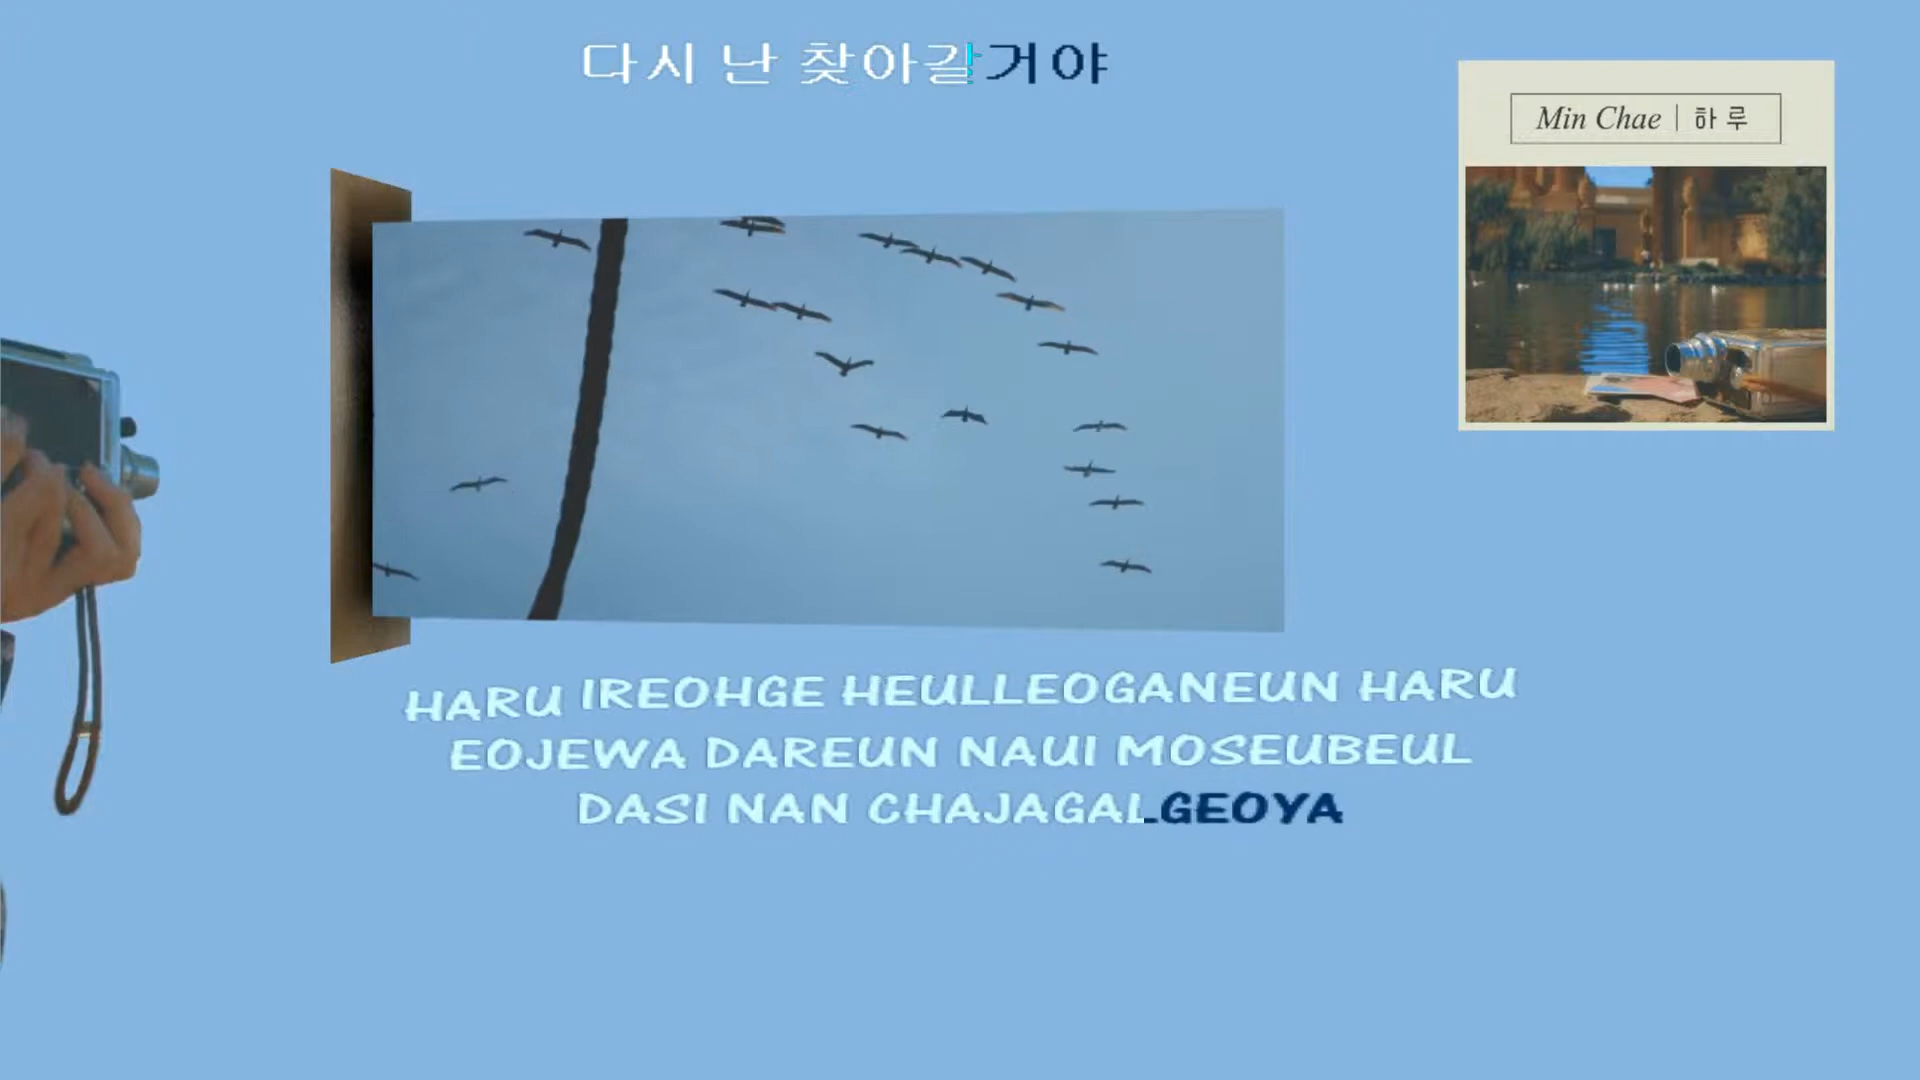 다시 난 찾아갈거야
Min Chae | 하루
HARU IREOHGE HEULLEOGANEUN HARU
EOJEWA DAREUN NAUI MOSEUBEUL
DASI NAN CHAJAGALGEOYA